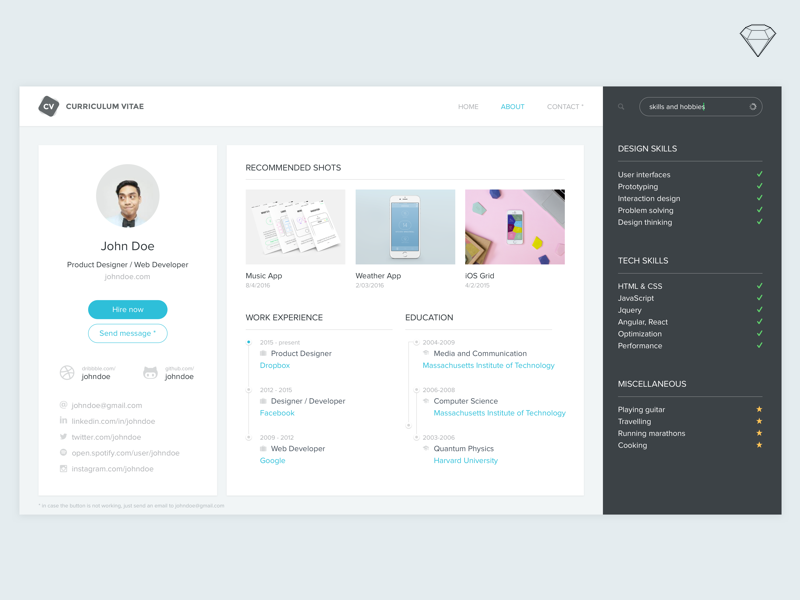 CV CURRICULUM VITAE
HOME ABOUT CONTACT *
skills and hobbies
John Doe
Product Designer / Web Developer
johndoe.com
Hire now
Send message *
dribbble.com/
johndoe
github.com/
johndoe
johndoe@gmail.com
linkedin.com/in/johndoe
twitter.com/johndoe
open.spotify.com/user/johndoe
instagram.com/johndoe
RECOMMENDED SHOTS
Music App
8/4/2016
Weather App
2/03/2016
iOS Grid
4/2/2015
WORK EXPERIENCE
2015 - present
Product Designer
Dropbox
2012 - 2015
Designer / Developer
Facebook
2009 - 2012
Web Developer
Google
EDUCATION
2004-2009
Media and Communication
Massachusetts Institute of Technology
2006-2008
Computer Science
Massachusetts Institute of Technology
2003-2006
Quantum Physics
Harvard University
DESIGN SKILLS
User interfaces
Prototyping
Interaction design
Problem solving
Design thinking
TECH SKILLS
HTML & CSS
JavaScript
Jquery
Angular, React
Optimization
Performance
MISCELLANEOUS
Playing guitar
Travelling
Running marathons
Cooking
* In case the button is not working, just send an email to johndoe@gmail.com